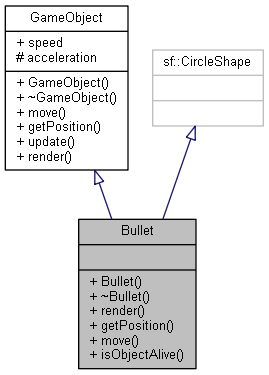 GameObject
+ speed
# acceleration
+ GameObject()
+ ~GameObject()
+ move()
+ getPosition()
+ update()
+ render()
sf::CircleShape
Bullet
+ Bullet()
+ ~Bullet()
+ render()
+ getPosition()
+ move()
+ isObjectAlive()